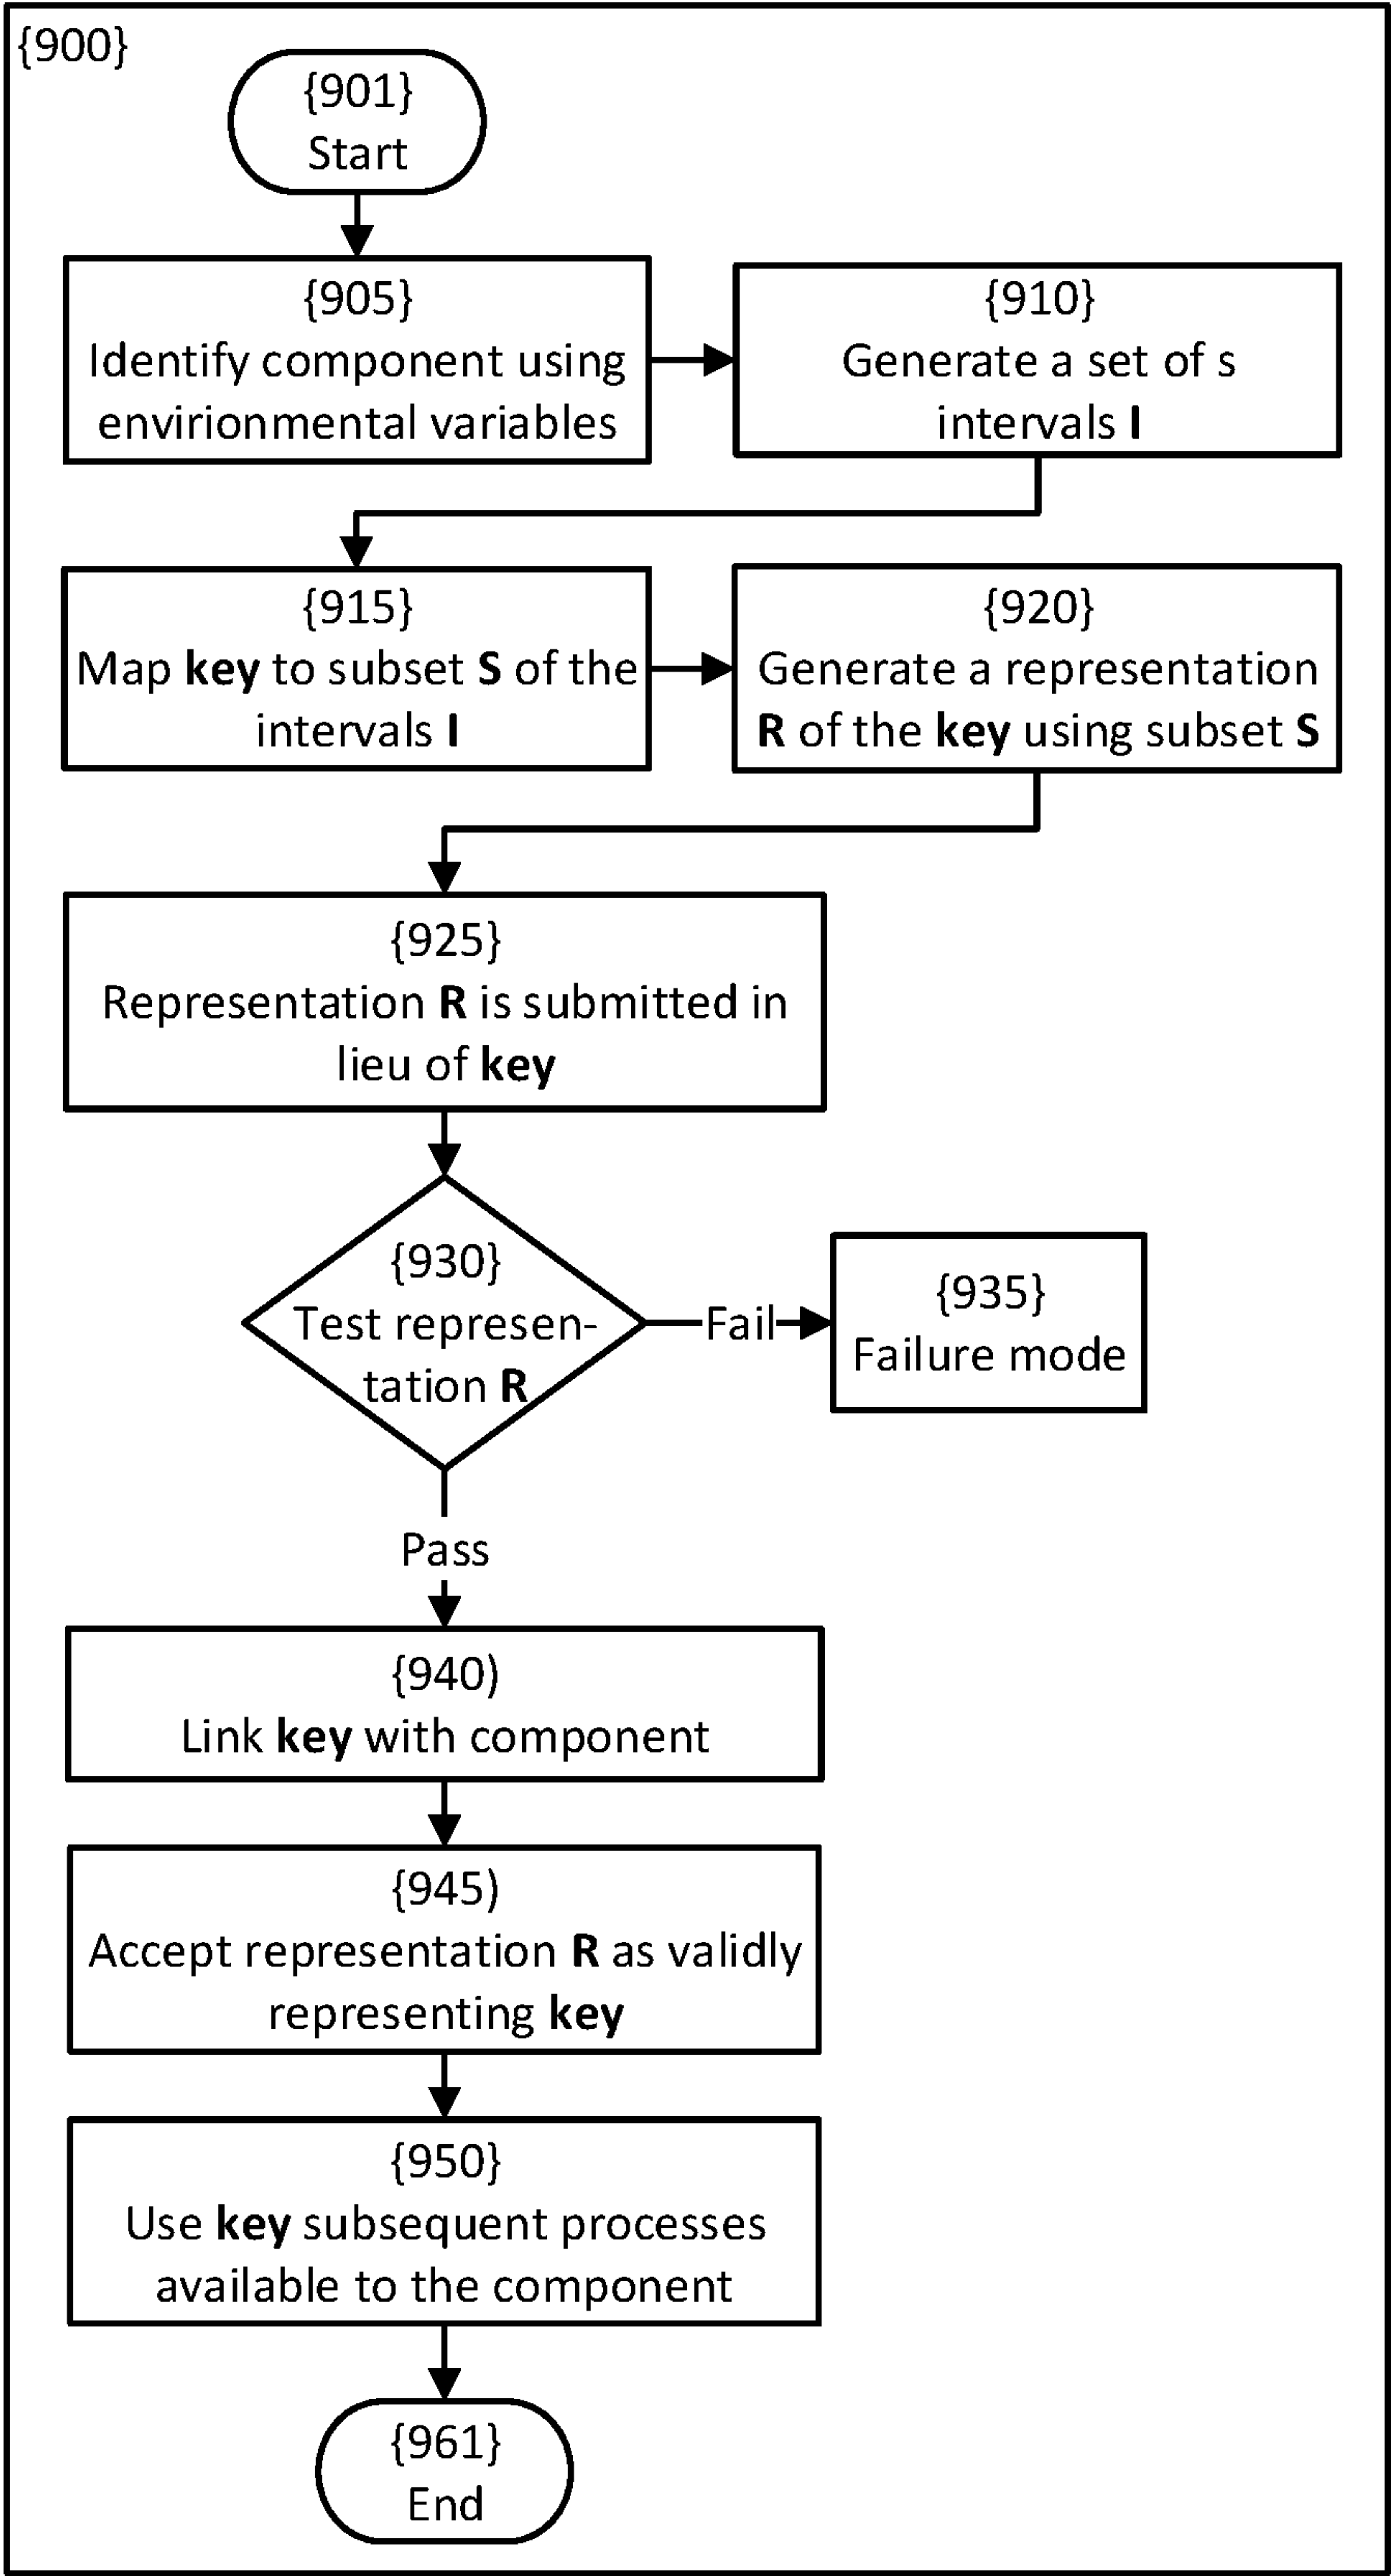 {900}
{901}
Start
{905}
Identify component using
envirionmental variables
{910}
Generate a set of s
intervals I
{915}
Map key to subset S of the
intervals I
{920}
Generate a representation
R of the key using subset S
{925}
Representation R is submitted in
lieu of key
{930}
Test represen-
tation R
Fail
{935}
Failure mode
Pass
{940)
Link key with component
{945)
Accept representation R as validly
representing key
{950}
Use key subsequent processes
available to the component
{961}
End